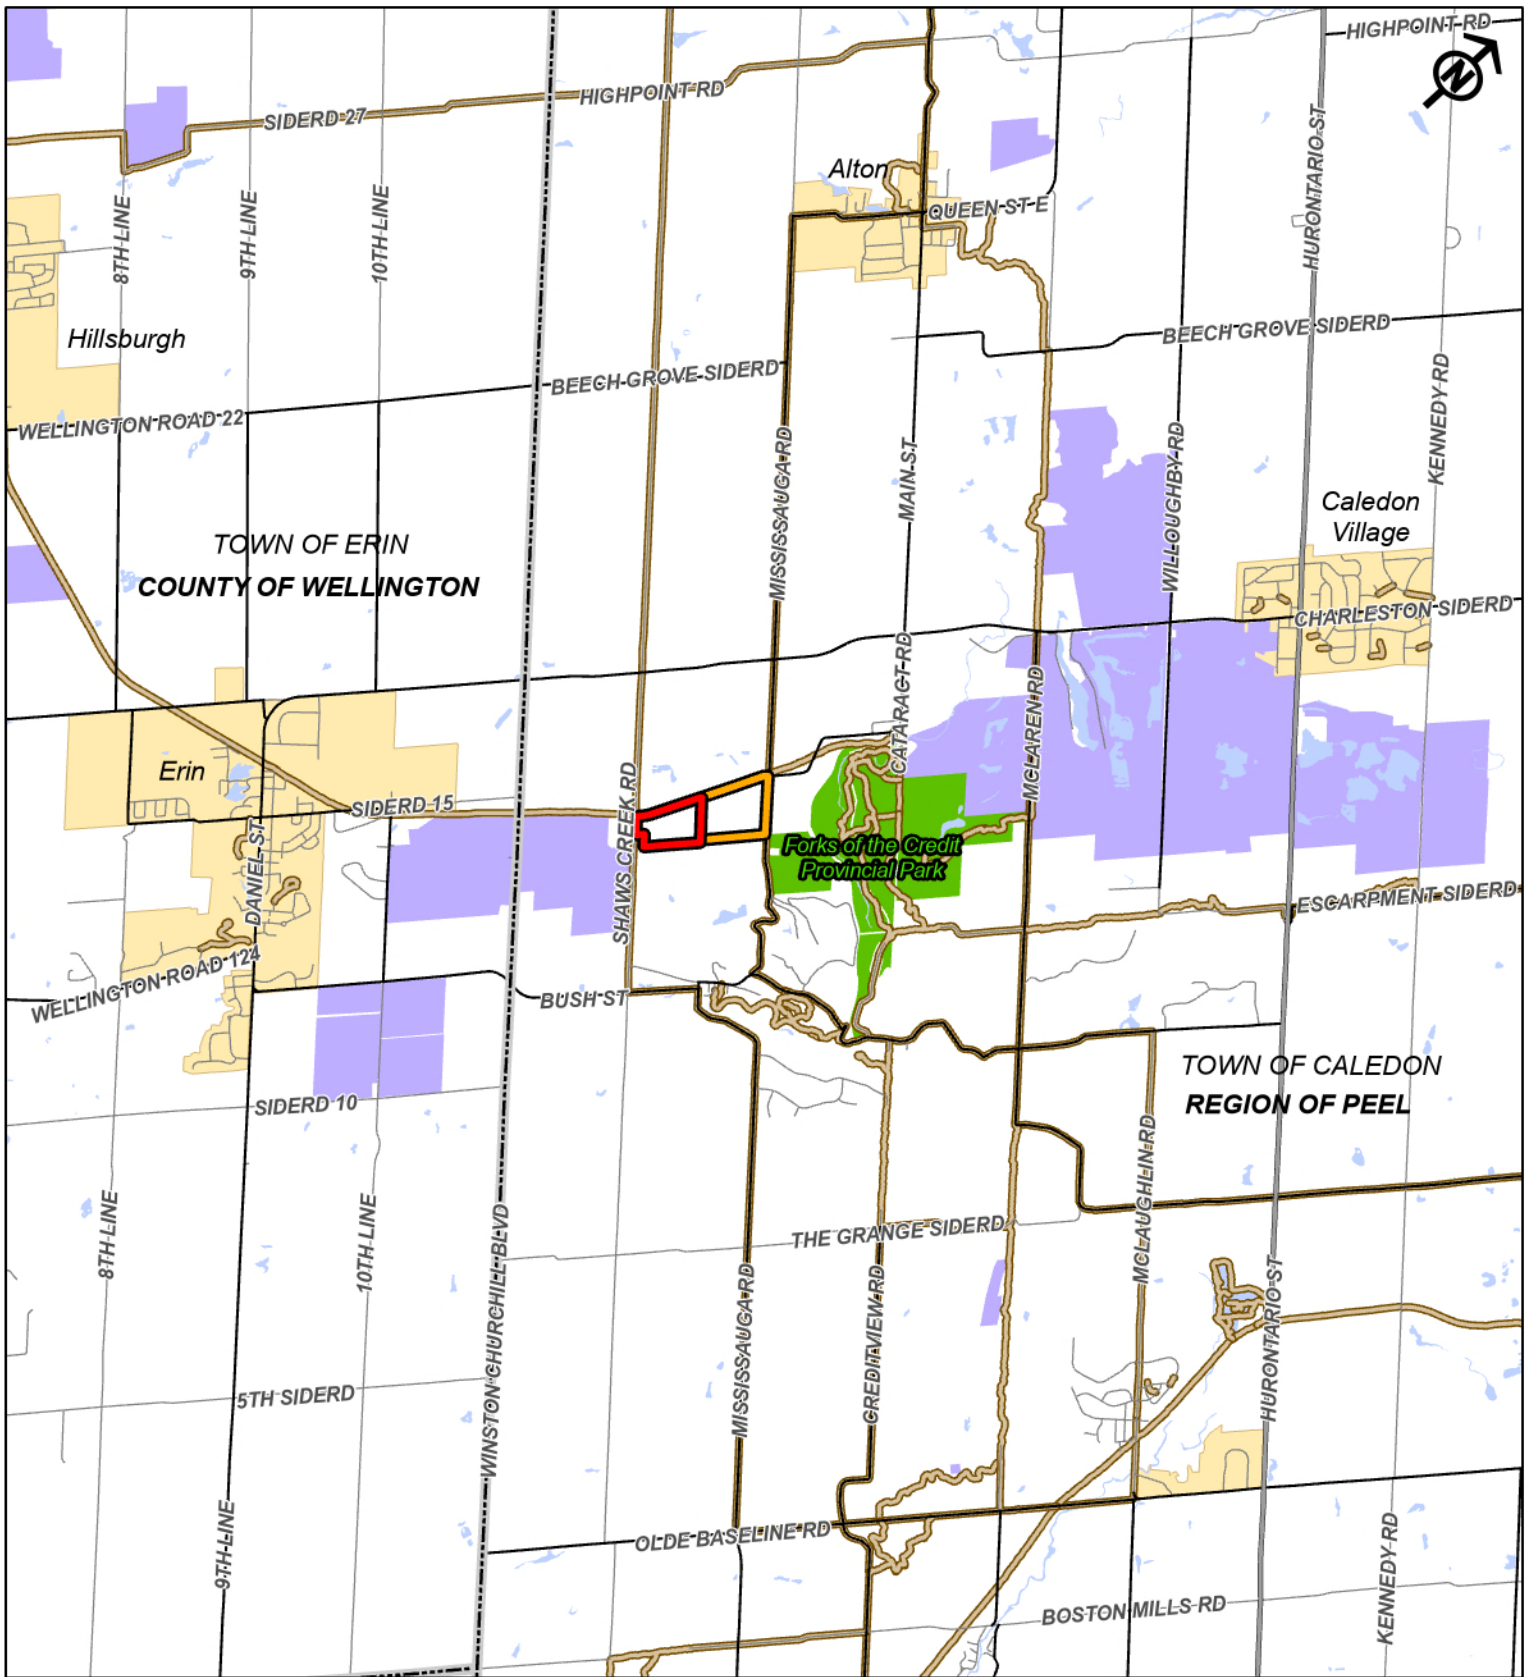 HIGHPOINT RD
N
HIGHPOINT RD
SIDERD 27
Alton
HURONTARIO ST
8TH LINE
9TH LINE
10TH LINE
QUEEN ST E
Hillsburgh
BEECH GROVE SIDERD
BEECH GROVE SIDERD
KENNEDY RD
WELLINGTON ROAD 22
MISSISSAUGA RD
MAIN ST
WILLOUGHBY RD
Caledon
Village
TOWN OF ERIN
COUNTY OF WELLINGTON
CHARLESTON SIDERD
CATARACT RD
MCLAREN RD
Erin
SIDERD 15
SHAWS CREEK RD
DANIEL ST
Forks of the Credit
Provincial Park
ESCARPMENT SIDERD
WELLINGTON ROAD 124
BUSH ST
TOWN OF CALEDON
REGION OF PEEL
SIDERD 10
MCLAUGHLIN RD
8TH LINE
10TH LINE
WINSTON CHURCHILL BLVD
THE GRANGE SIDERD
MISSISSAUGA RD
CREDITVIEW RD
HURONTARIO ST
5TH SIDERD
9TH LINE
OLDE BASELINE RD
KENNEDY RD
BOSTON MILLS RD